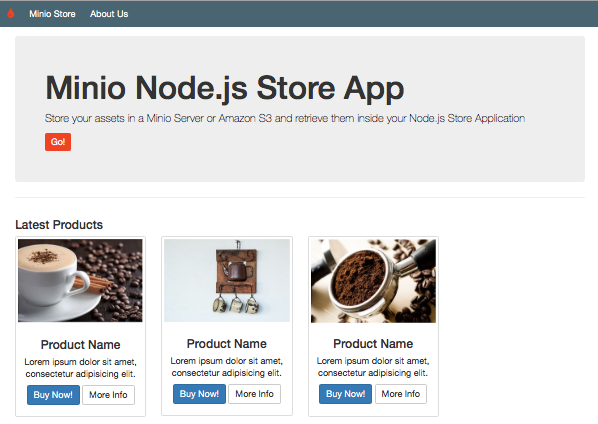 Minio Store About Us
Minio Node.js Store App
Store your assets in a Minio Server or Amazon S3 and retrieve them inside your Node.js Store Application
Go!
Latest Products
Product Name
Lorem ipsum dolor sit amet,
consectetur adipisicing elit.
Buy Now! More Info
Product Name
Lorem ipsum dolor sit amet,
consectetur adipisicing elit.
Buy Now! More Info
Product Name
Lorem ipsum dolor sit amet,
consectetur adipisicing elit.
Buy Now! More Info